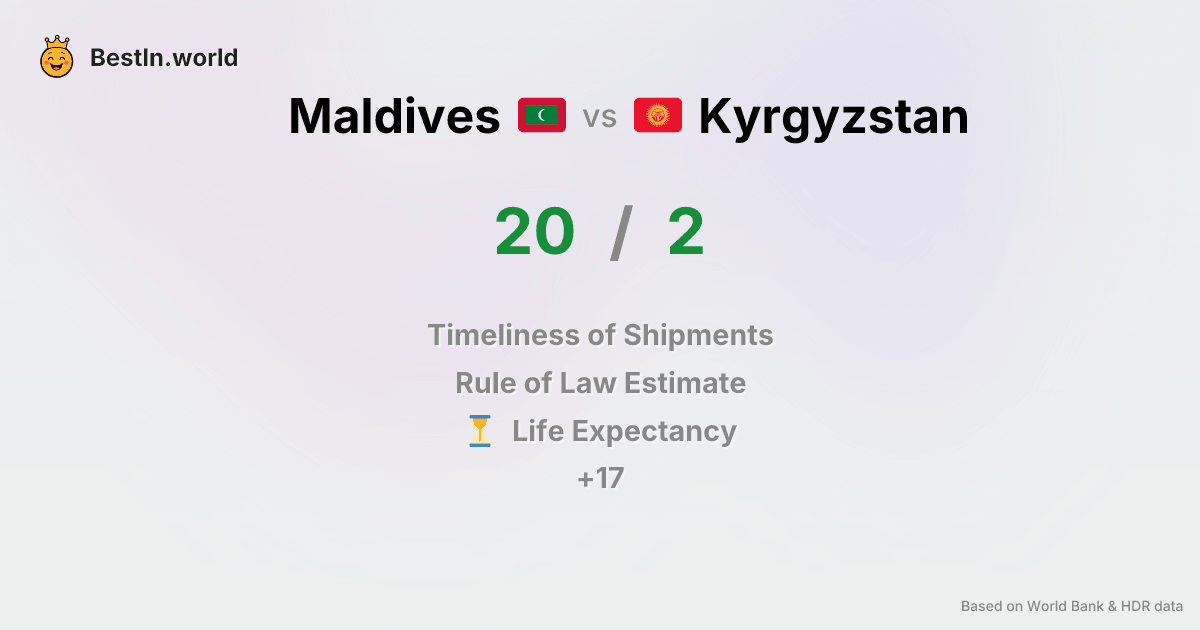 BestIn.world
Maldives vs Kyrgyzstan
20 / 2
Timeliness of Shipments
Rule of Law Estimate
Life Expectancy
+17
Based on World Bank & HDR data